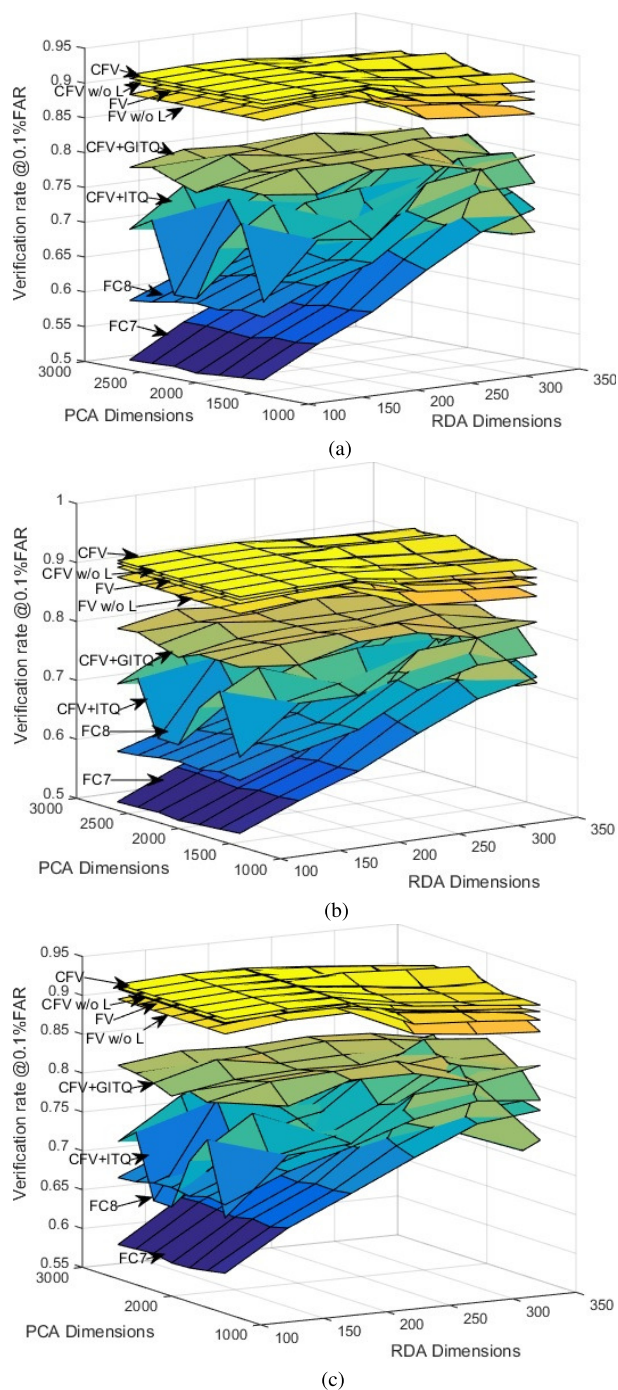 0.95
0.9
0.85
0.8
0.75
0.7
0.65
0.6
0.55
0.5
Verification rate @0.1%FAR
CFV
CFV w/o L
FV
FV w/o L
CFV+GITQ
CFV+ITQ
FC8
FC7
3000
2500
2000
1500
1000
PCA Dimensions
100
150
200
250
300
350
RDA Dimensions
(a)
1
0.9
0.8
0.7
0.6
0.5
Verification rate @0.1%FAR
CFV
CFV w/o L
FV
FV w/o L
CFV+GITQ
CFV+ITQ
FC8
FC7
3000
2500
2000
1500
1000
PCA Dimensions
100
150
200
250
300
350
RDA Dimensions
(b)
0.95
0.9
0.85
0.8
0.75
0.7
0.65
0.6
0.55
Verification rate @0.1%FAR
CFV
CFV w/o L
FV
FV w/o L
CFV+GITQ
CFV+ITQ
FC8
FC7
3000
2000
1000
PCA Dimensions
100
150
200
250
300
350
RDA Dimensions
(c)